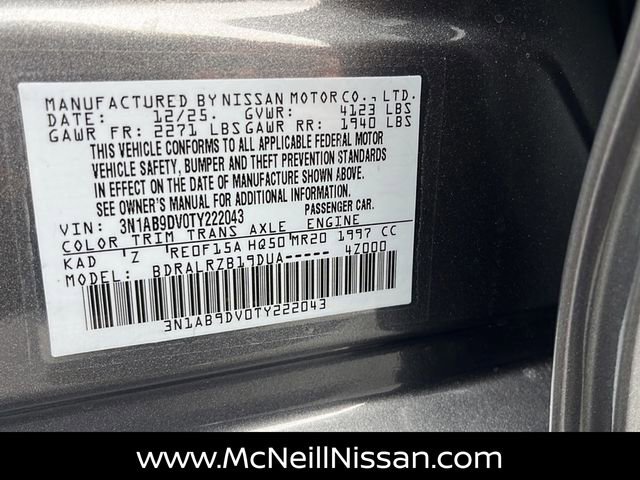 MANUFACTURED BY NISSAN MOTOR CO., LTD.
DATE: 12/25. GVWR: 4123 LBS
GAWR FR: 2271 LBS GAWR RR: 1940 LBS
THIS VEHICLE CONFORMS TO ALL APPLICABLE FEDERAL MOTOR
VEHICLE SAFETY, BUMPER AND THEFT PREVENTION STANDARDS
IN EFFECT ON THE DATE OF MANUFACTURE SHOWN ABOVE.
SEE OWNER'S MANUAL FOR ADDITIONAL INFORMATION.
VIN: 3N1AB9DV0TY222043 PASSENGER CAR.
COLOR TRIM TRANS AXLE ENGINE
KAD Z RE0F15A HQ50 MR20 1997 CC
MODEL: BDRALRZB19DUA----- 4Z000
3N1AB9DV0TY222043
www.McNeillNissan.com